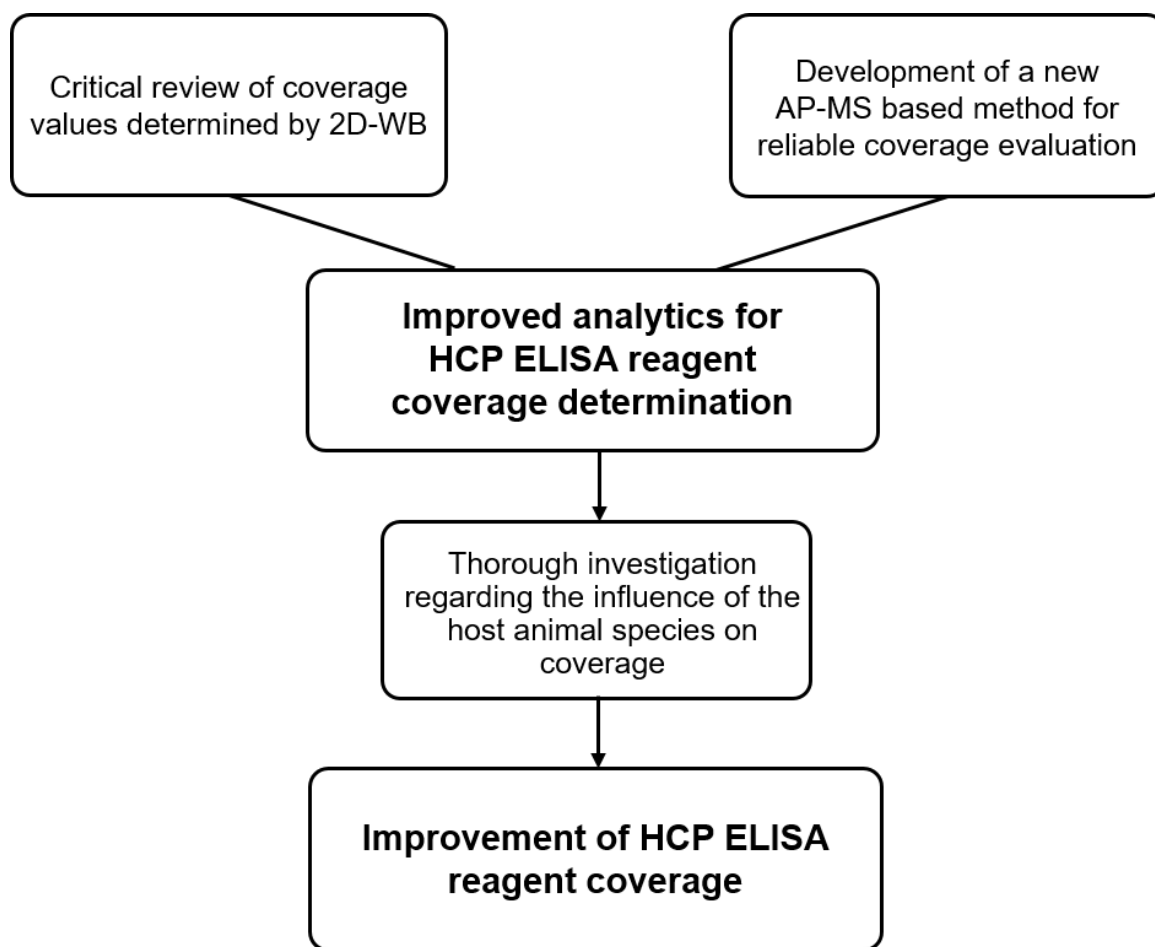 Critical review of coverage
values determined by 2D-WB
Development of a new
AP-MS based method for
reliable coverage evaluation
Improved analytics for
HCP ELISA reagent
coverage determination
Thorough investigation
regarding the influence of the
host animal species on
coverage
Improvement of HCP ELISA
reagent coverage